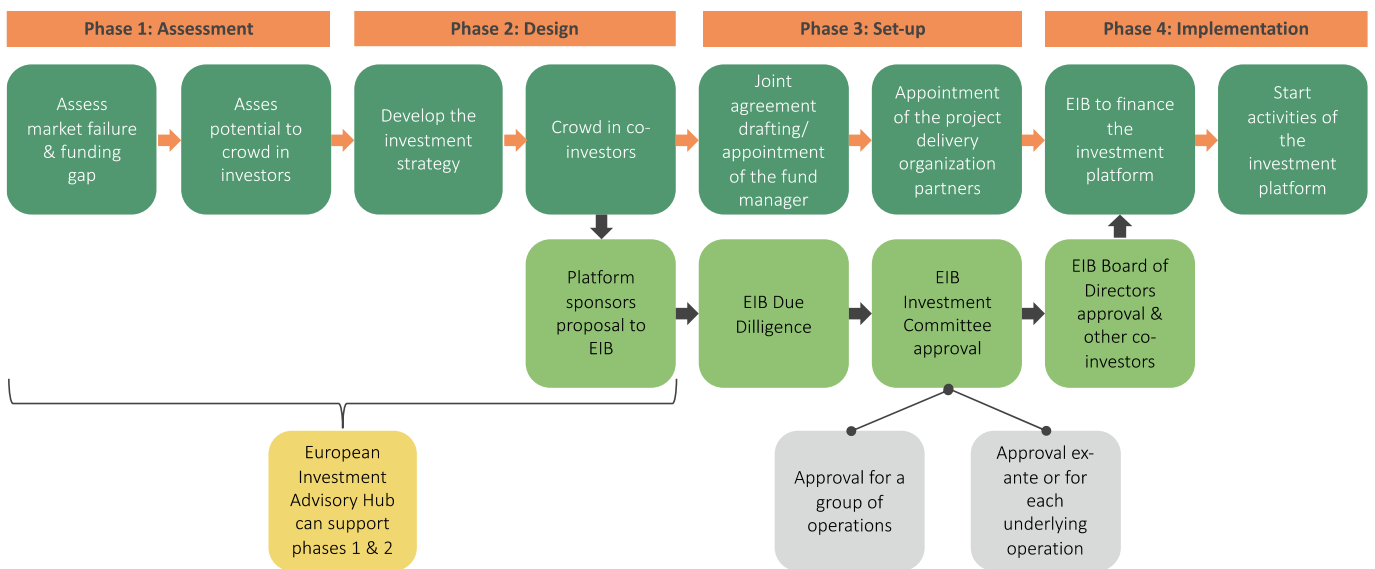 Phase 1: Assessment
Phase 2: Design
Phase 3: Set-up
Phase 4: Implementation
Assess
market failure
& funding
gap
Asses
potential to
crowd in
investors
Develop the
investment
strategy
Crowd in co-
investors
Joint
agreement
drafting/
appointment
of the fund
manager
Appointment
of the project
delivery
organization
partners
EIB to finance
the
investment
platform
Start
activities of
the
investment
platform
Platform
sponsors
proposal to
EIB
EIB Due
Dilligence
EIB
Investment
Committee
approval
EIB Board of
Directors
approval &
other co-
investors
European
Investment
Advisory Hub
can support
phases 1 & 2
Approval for a
group of
operations
Approval ex-
ante or for
each
underlying
operation